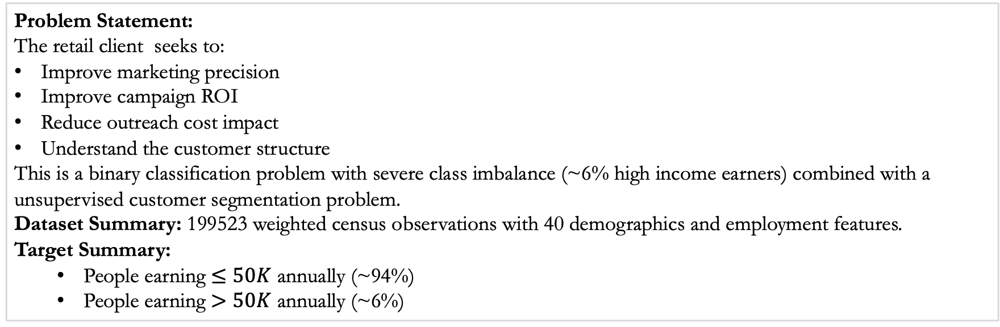 Problem Statement:
The retail client  seeks to:
• Improve marketing precision
• Improve campaign ROI
• Reduce outreach cost impact
• Understand the customer structure
This is a binary classification problem with severe class imbalance (~6% high income earners) combined with a
unsupervised customer segmentation problem.
Dataset Summary: 199523 weighted census observations with 40 demographics and employment features.
Target Summary:
• People earning ≤ 50K annually (~94%)
• People earning > 50K annually (~6%)